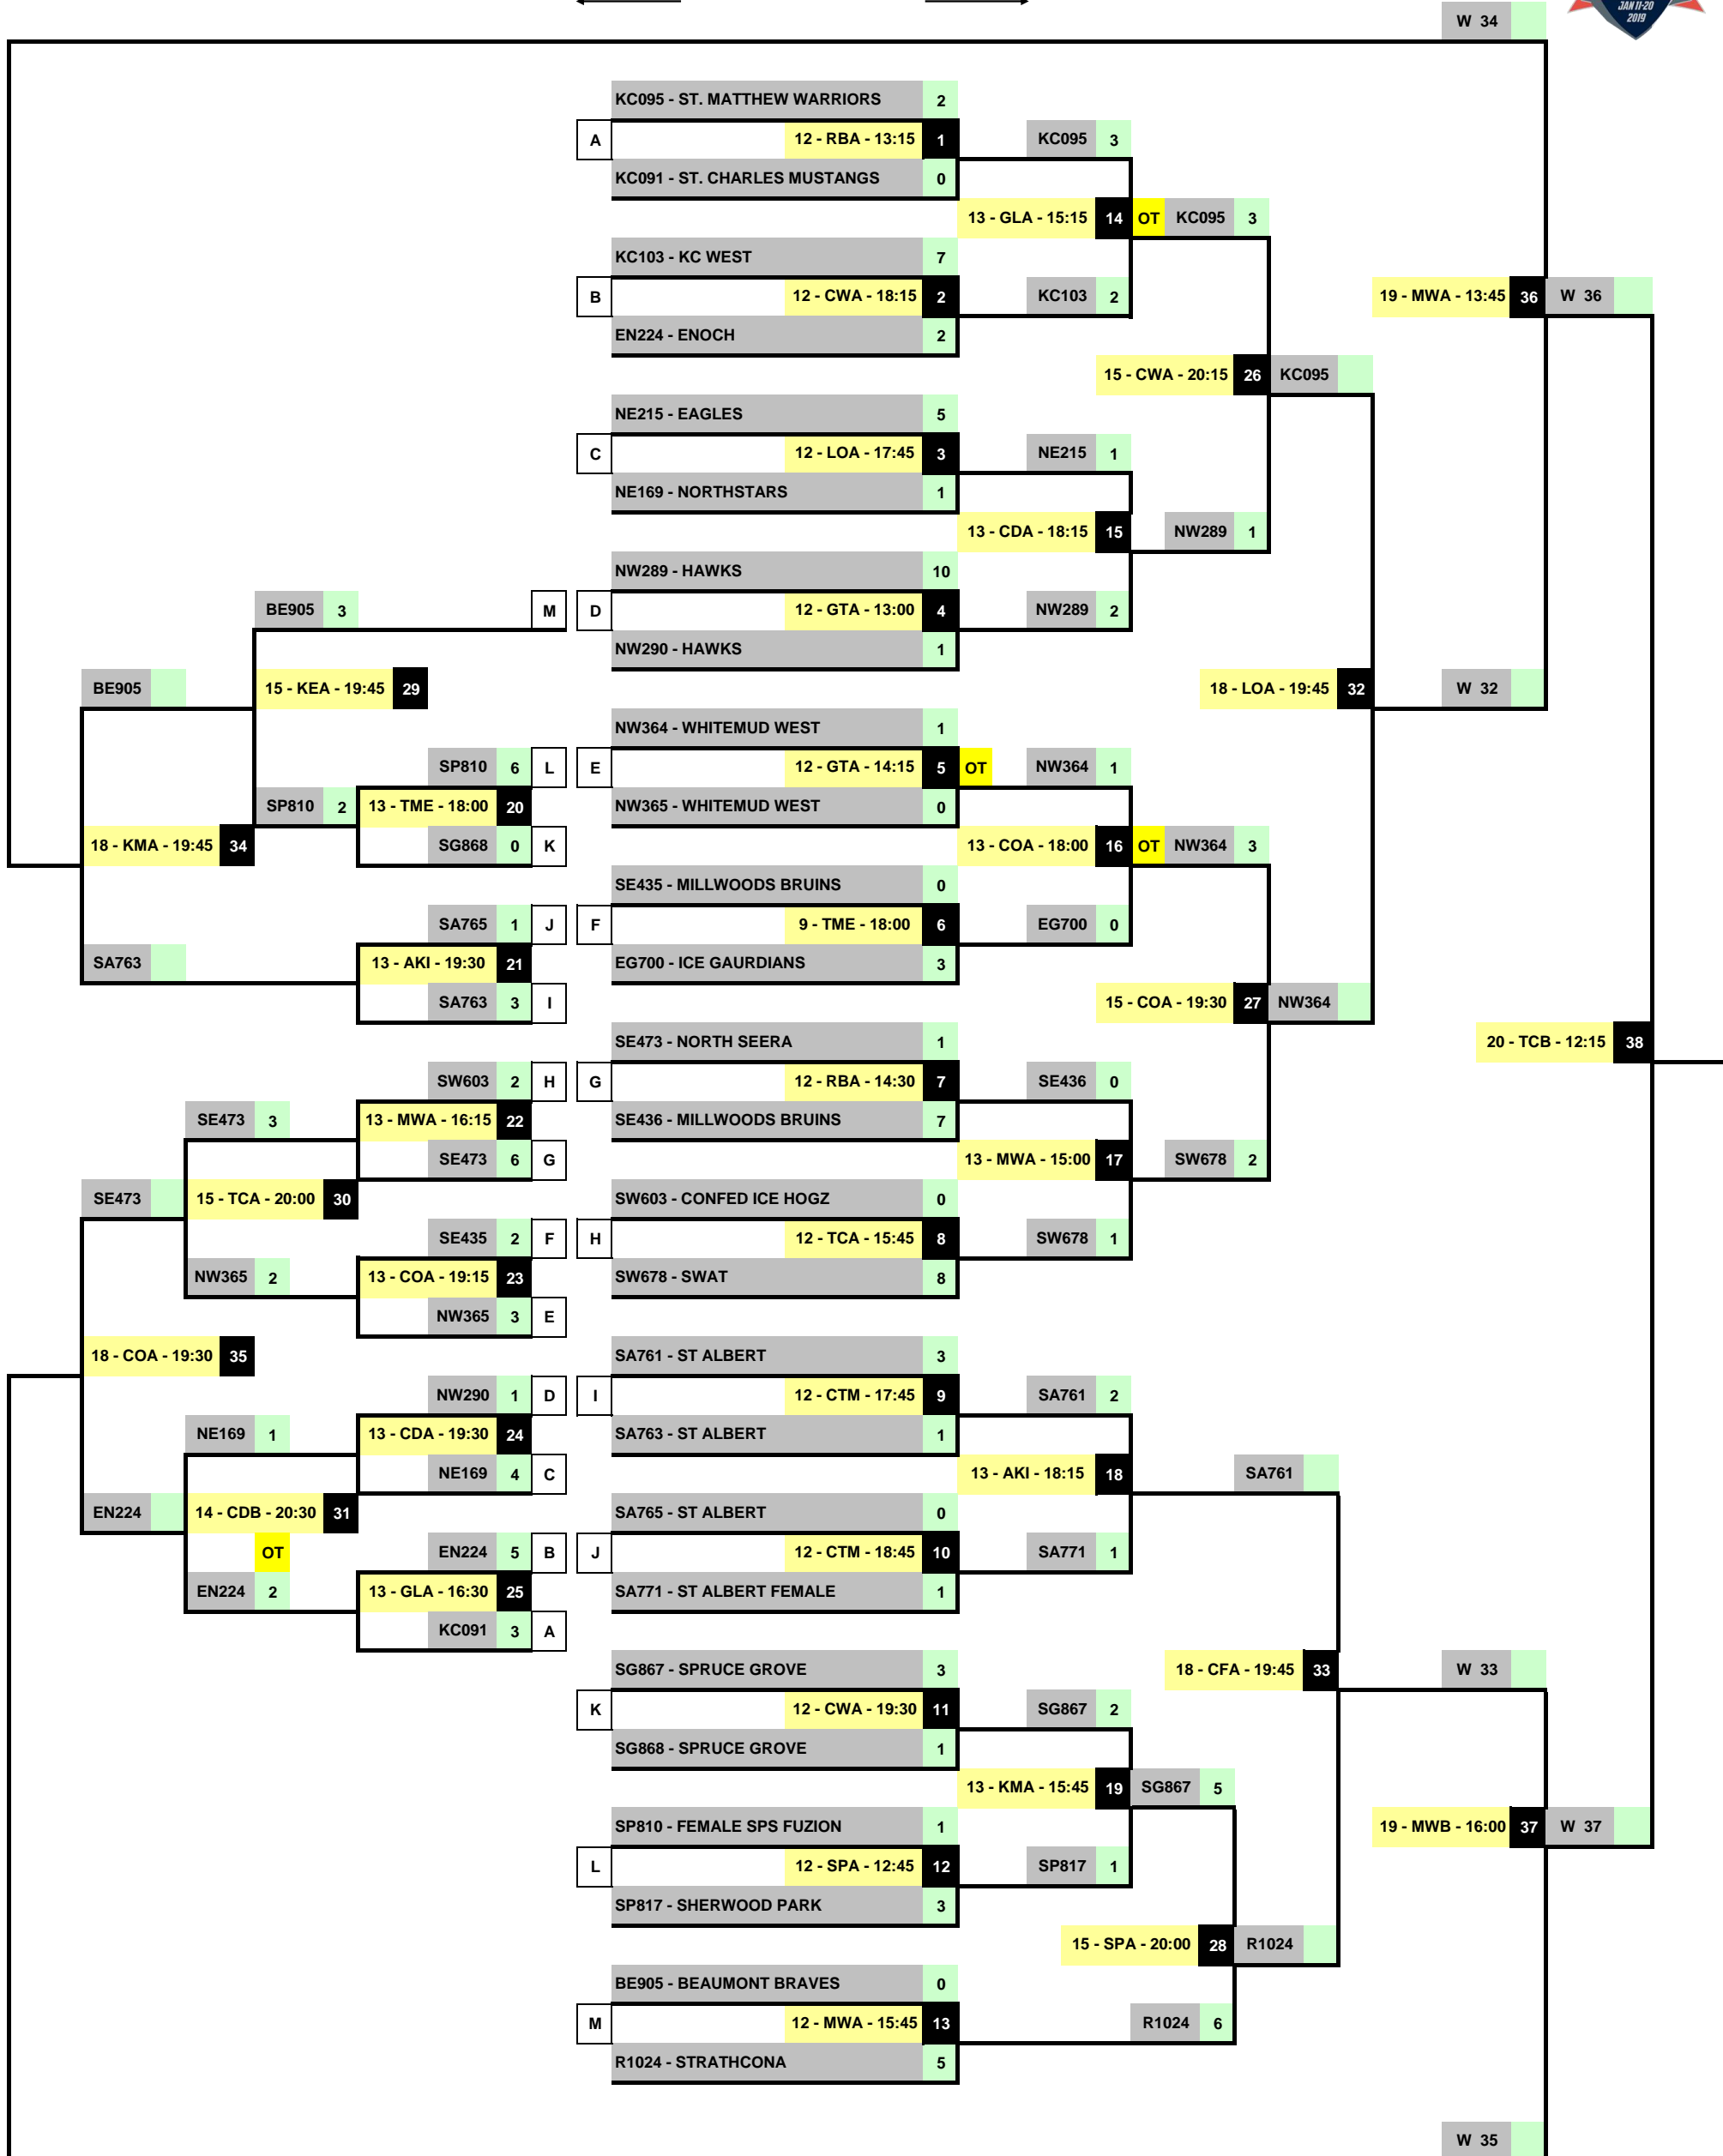 JAN 11-20
2019
W 34
KC095 - ST. MATTHEW WARRIORS 2
A 12 - RBA - 13:15 1 KC095 3
KC091 - ST. CHARLES MUSTANGS 0
13 - GLA - 15:15 14 OT KC095 3
KC103 - KC WEST 7
B 12 - CWA - 18:15 2 KC103 2 19 - MWA - 13:45 36 W 36
EN224 - ENOCH 2
15 - CWA - 20:15 26 KC095
NE215 - EAGLES 5
C 12 - LOA - 17:45 3 NE215 1
NE169 - NORTHSTARS 1
13 - CDA - 18:15 15 NW289 1
NW289 - HAWKS 10
BE905 3 M D 12 - GTA - 13:00 4 NW289 2
NW290 - HAWKS 1
BE905 15 - KEA - 19:45 29 18 - LOA - 19:45 32 W 32
NW364 - WHITEMUD WEST 1
SP810 6 L E 12 - GTA - 14:15 5 OT NW364 1
SP810 2 13 - TME - 18:00 20 NW365 - WHITEMUD WEST 0
18 - KMA - 19:45 34 SG868 0 K 13 - COA - 18:00 16 OT NW364 3
SE435 - MILLWOODS BRUINS 0
SA765 1 J F 9 - TME - 18:00 6 EG700 0
SA763 13 - AKI - 19:30 21 EG700 - ICE GAURDIANS 3
SA763 3 I 15 - COA - 19:30 27 NW364
SE473 - NORTH SEERA 1 20 - TCB - 12:15 38
SW603 2 H G 12 - RBA - 14:30 7 SE436 0
SE473 3 13 - MWA - 16:15 22 SE436 - MILLWOODS BRUINS 7
SE473 6 G 13 - MWA - 15:00 17 SW678 2
SE473 15 - TCA - 20:00 30 SW603 - CONFED ICE HOGZ 0
SE435 2 F H 12 - TCA - 15:45 8 SW678 1
NW365 2 13 - COA - 19:15 23 SW678 - SWAT 8
NW365 3 E
18 - COA - 19:30 35 SA761 - ST ALBERT 3
NW290 1 D I 12 - CTM - 17:45 9 SA761 2
NE169 1 13 - CDA - 19:30 24 SA763 - ST ALBERT 1
NE169 4 C 13 - AKI - 18:15 18 SA761
EN224 14 - CDB - 20:30 31 SA765 - ST ALBERT 0
OT EN224 5 B J 12 - CTM - 18:45 10 SA771 1
EN224 2 13 - GLA - 16:30 25 SA771 - ST ALBERT FEMALE 1
KC091 3 A
SG867 - SPRUCE GROVE 3 18 - CFA - 19:45 33 W 33
K 12 - CWA - 19:30 11 SG867 2
SG868 - SPRUCE GROVE 1
13 - KMA - 15:45 19 SG867 5
SP810 - FEMALE SPS FUZION 1 19 - MWB - 16:00 37 W 37
L 12 - SPA - 12:45 12 SP817 1
SP817 - SHERWOOD PARK 3
15 - SPA - 20:00 28 R1024
BE905 - BEAUMONT BRAVES 0
M 12 - MWA - 15:45 13 R1024 6
R1024 - STRATHCONA 5
W 35